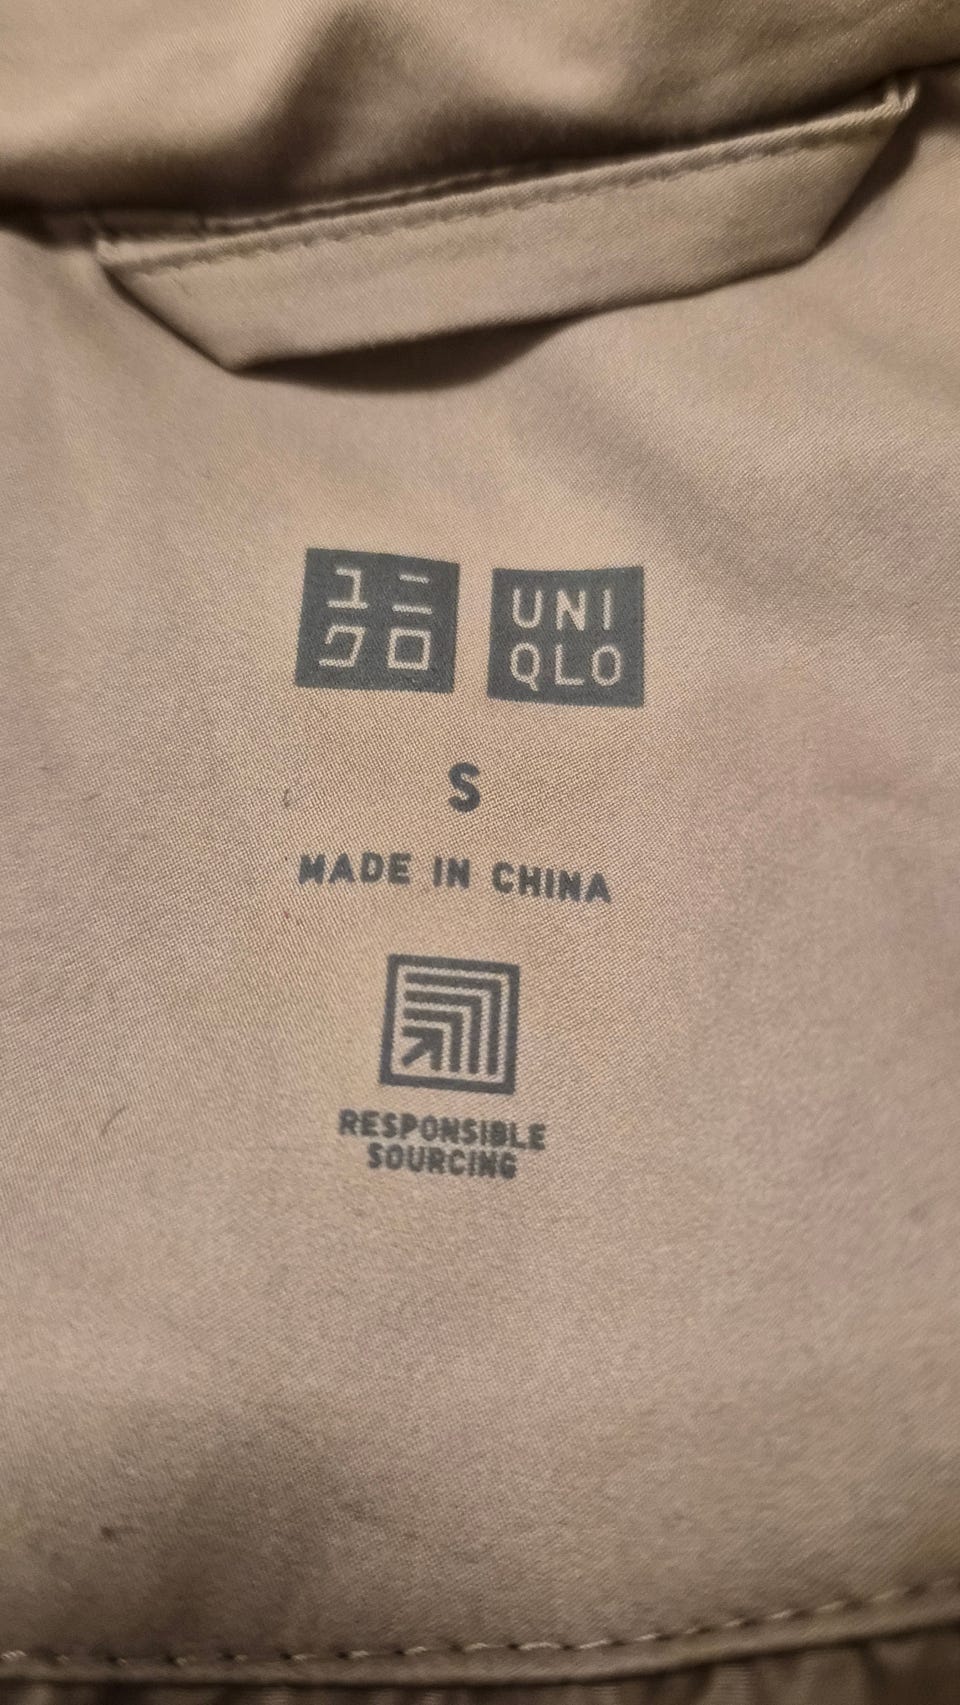 ユニ
クロ
UNI
QLO
S
MADE IN CHINA
RESPONSIBLE
SOURCING